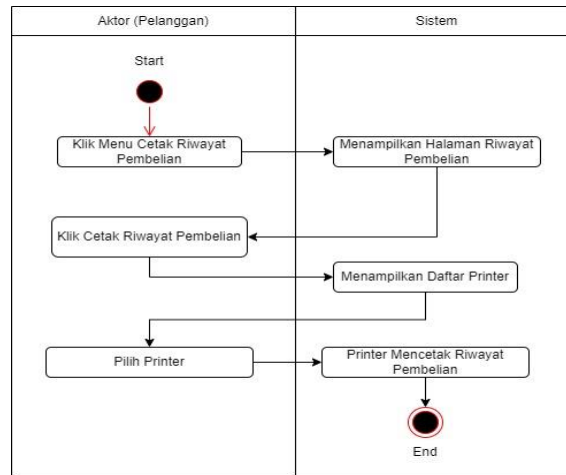 Aktor (Pelanggan)
Sistem
Start
Klik Menu Cetak Riwayat
Pembelian
Menampilkan Halaman Riwayat
Pembelian
Klik Cetak Riwayat Pembelian
Menampilkan Daftar Printer
Pilih Printer
Printer Mencetak Riwayat
Pembelian
End